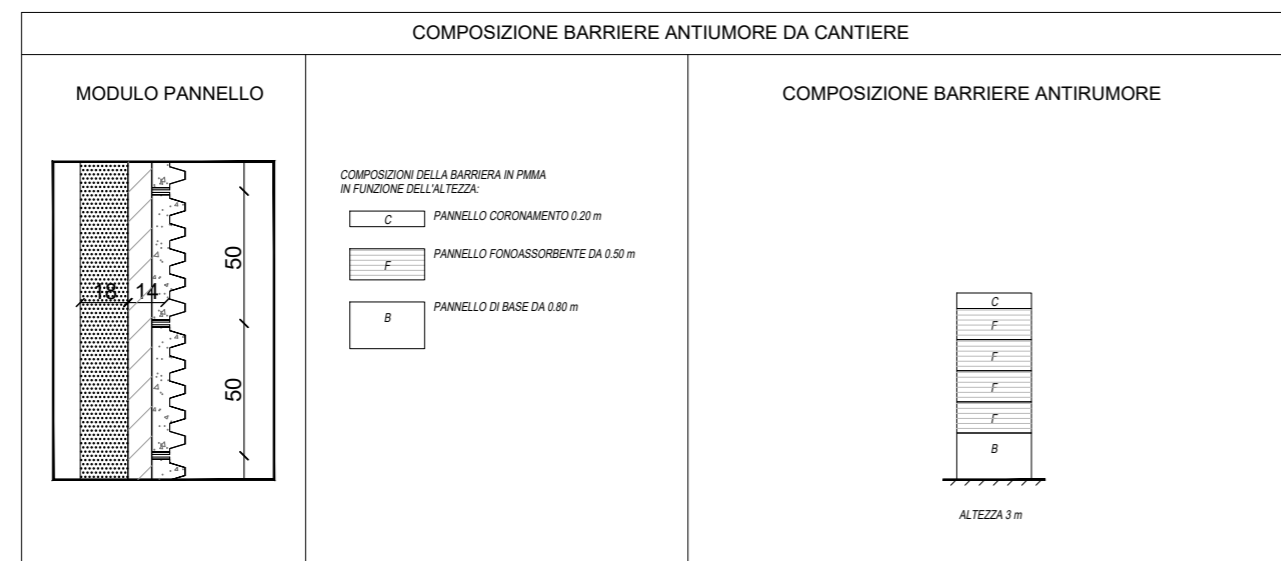 COMPOSIZIONE BARRIERE ANTIUMORE DA CANTIERE
MODULO PANNELLO
18
14
50
50
COMPOSIZIONI DELLA BARRIERA IN PMMA
IN FUNZIONE DELL'ALTEZZA:
C PANNELLO CORONAMENTO 0.20 m
F PANNELLO FONOASSORBENTE DA 0.50 m
B PANNELLO DI BASE DA 0.80 m
COMPOSIZIONE BARRIERE ANTIRUMORE
C
F
F
F
F
B
ALTEZZA 3 m